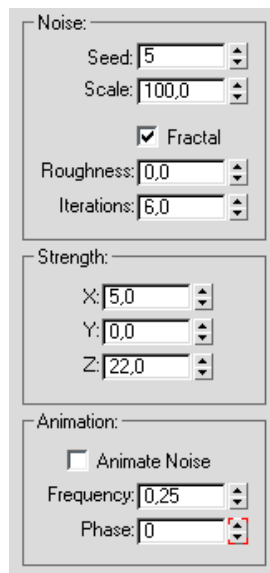 Noise:
Seed: 5
Scale: 100,0
Fractal
Roughness: 0,0
Iterations: 6,0
Strength:
X: 5,0
Y: 0,0
Z: 22,0
Animation:
Animate Noise
Frequency: 0,25
Phase: 0